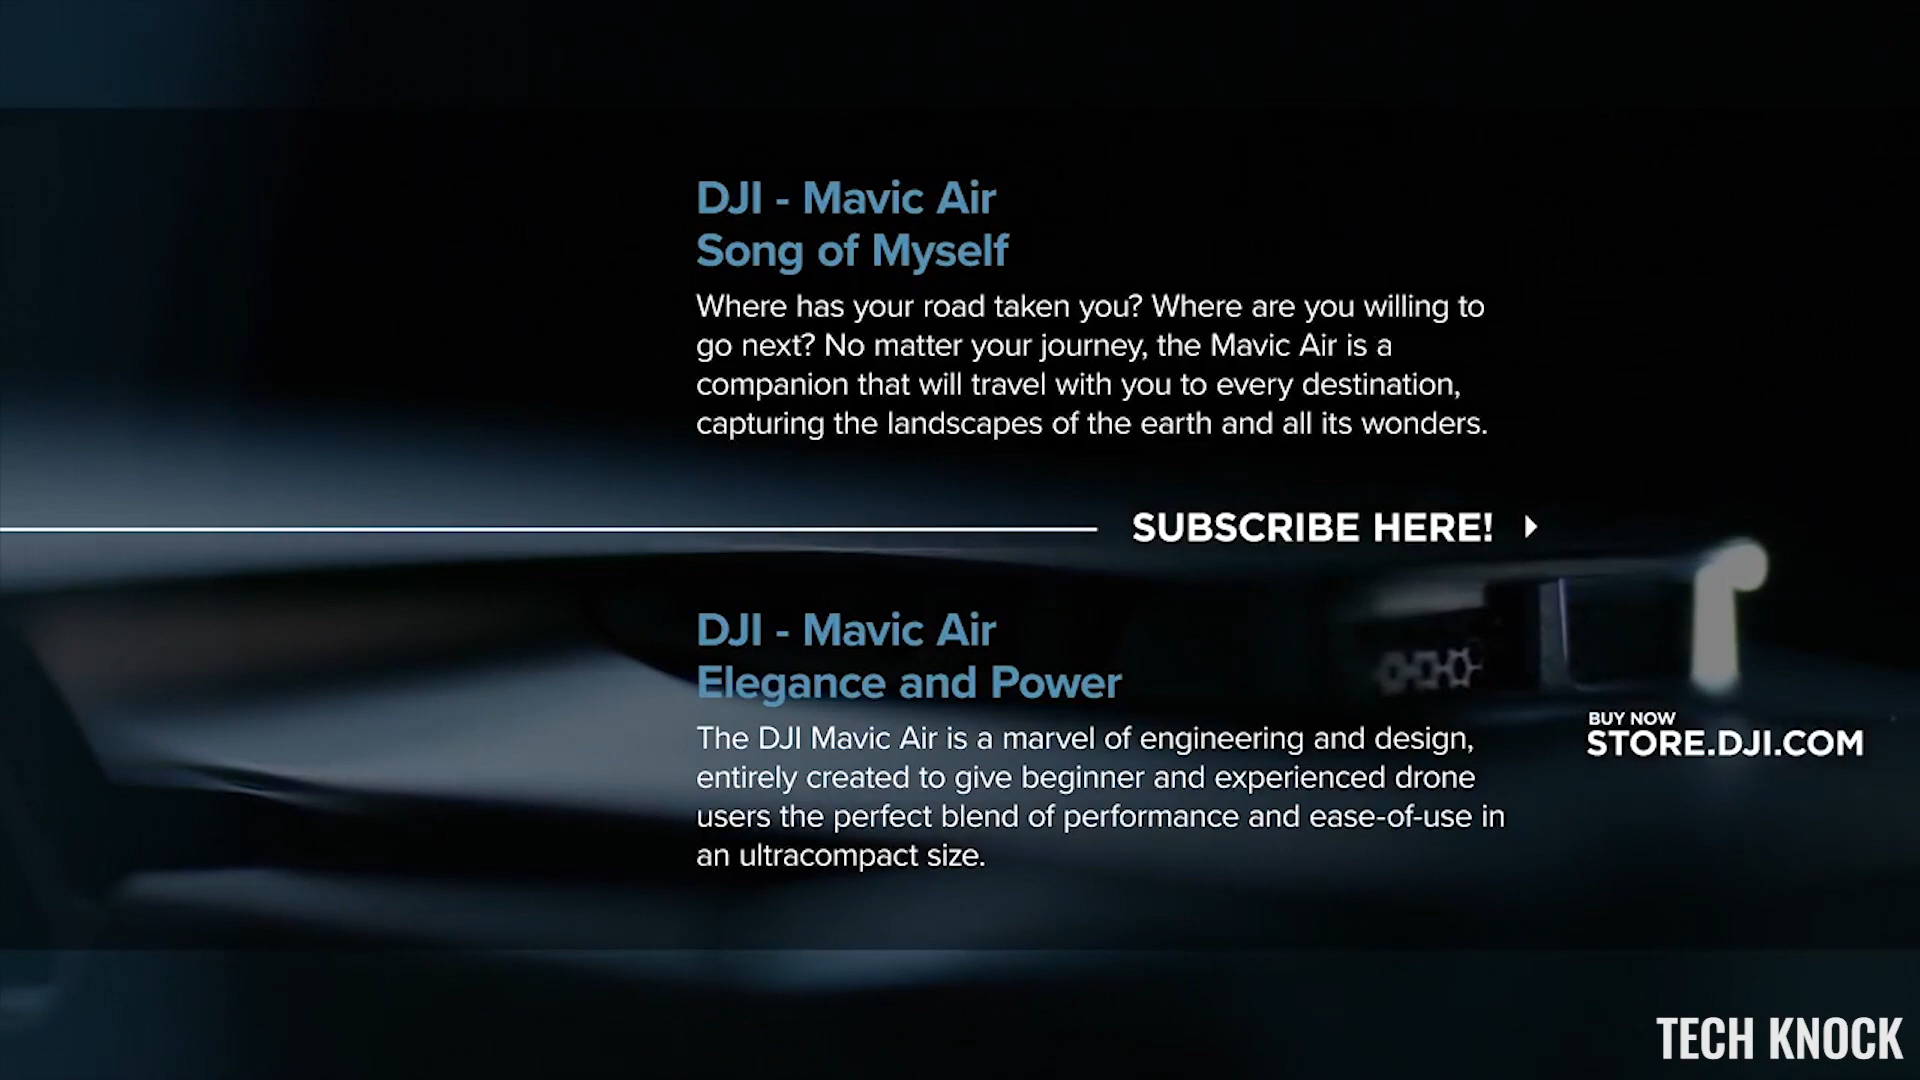 DJI - Mavic Air
Song of Myself
Where has your road taken you? Where are you willing to
go next? No matter your journey, the Mavic Air is a
companion that will travel with you to every destination,
capturing the landscapes of the earth and all its wonders.
SUBSCRIBE HERE!
DJI - Mavic Air
Elegance and Power
The DJI Mavic Air is a marvel of engineering and design,
entirely created to give beginner and experienced drone
users the perfect blend of performance and ease-of-use in
an ultracompact size.
BUY NOW
STORE.DJI.COM
TECH KNOCK